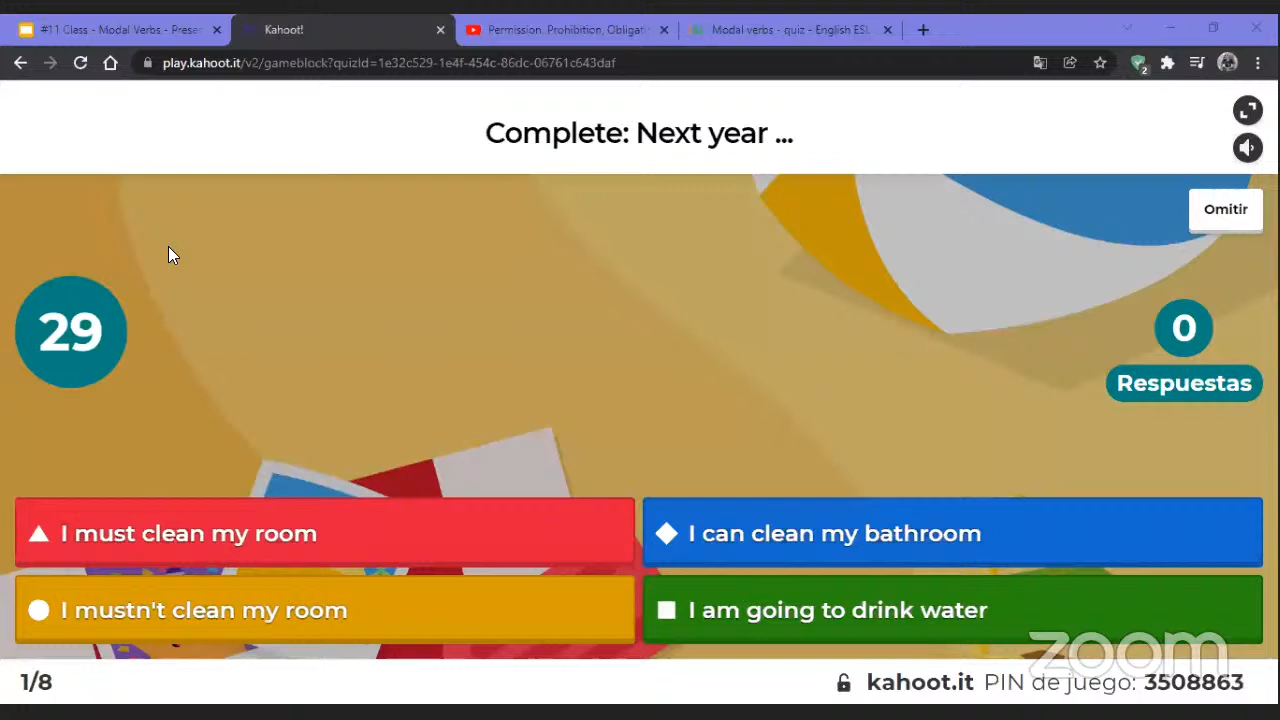 #11 Class - Modal Verbs - Presen
Kahoot!
Permission. Prohibition, Obligati
Modal verbs - quiz - English ESL
play.kahoot.it/v2/gameblock?quizId=1e32c529-1e4f-454c-86dc-06761c643daf
2
Complete: Next year ...
Omitir
29
0
Respuestas
I must clean my room
I can clean my bathroom
I mustn't clean my room
I am going to drink water
zoom
1/8
kahoot.it PIN de juego: 3508863